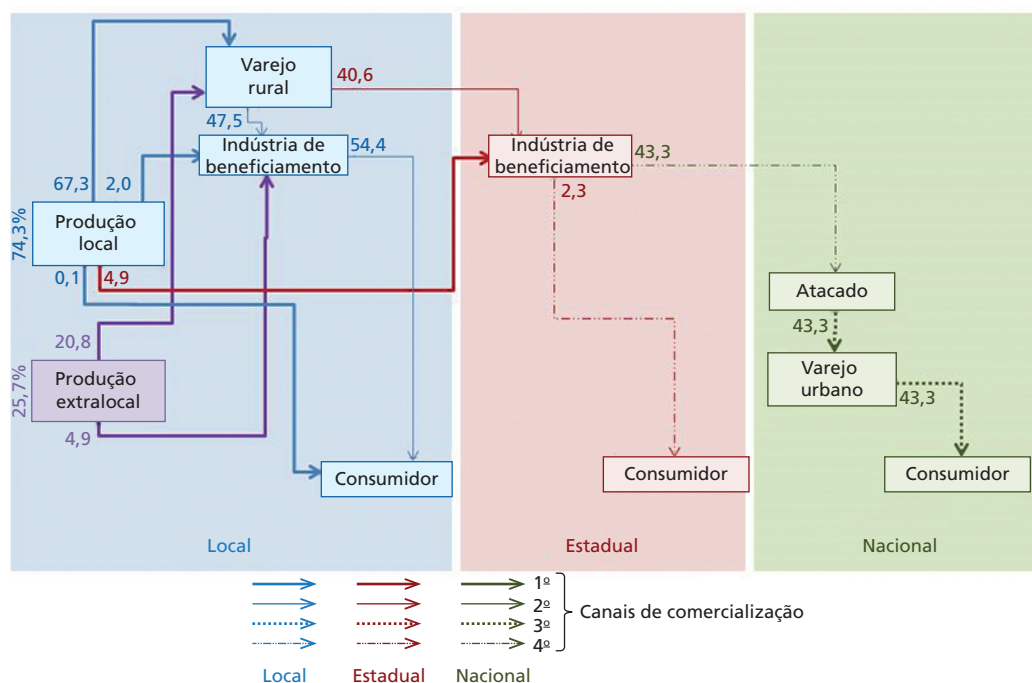 Varejo
rural
40,6
47,5
Indústria de
beneficiamento
54,4
Indústria de
beneficiamento
43,3
2,3
67,3
2,0
74,3%
Produção
local
0,1
4,9
Atacado
43,3
Varejo
urbano
43,3
20,8
25,7%
Produção
extralocal
4,9
Consumidor
Consumidor
Consumidor
Local
Estadual
Nacional
1º
2º
3º
4º
Canais de comercialização
Local
Estadual
Nacional